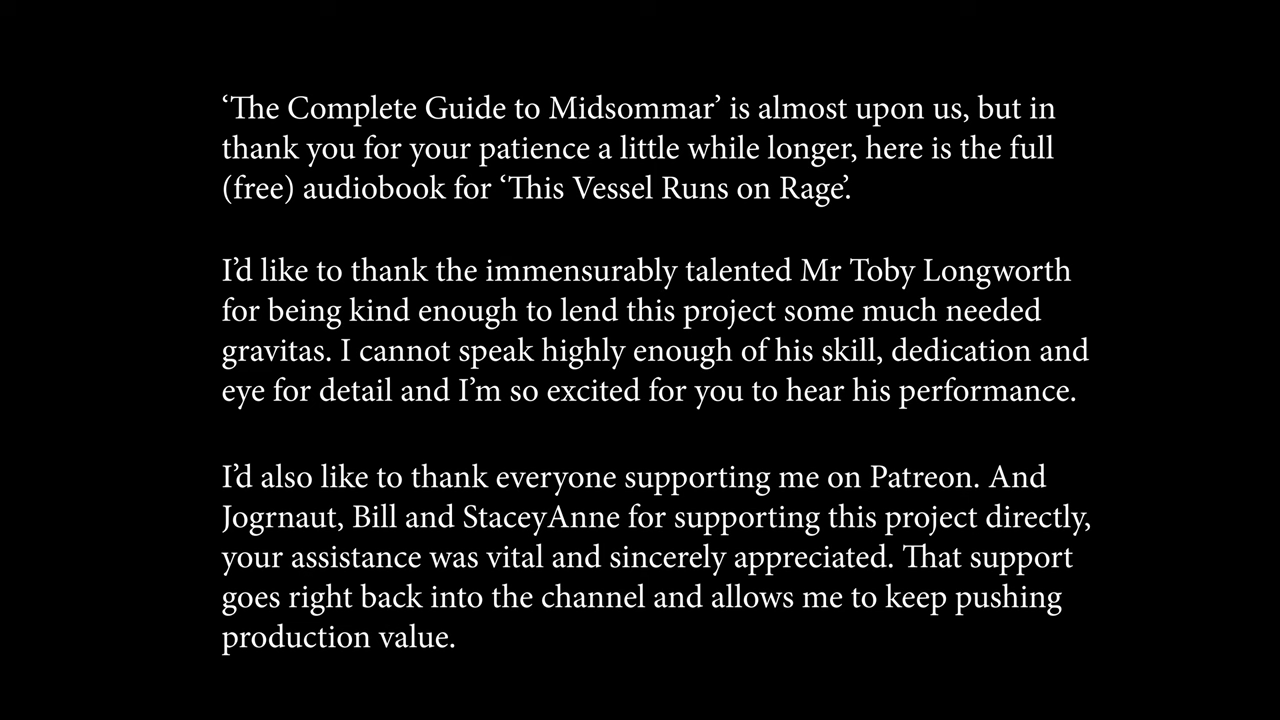 ‘The Complete Guide to Midsommar’ is almost upon us, but in
thank you for your patience a little while longer, here is the full
(free) audiobook for ‘This Vessel Runs on Rage’.
I’d like to thank the immensurably talented Mr Toby Longworth
for being kind enough to lend this project some much needed
gravitas. I cannot speak highly enough of his skill, dedication and
eye for detail and I’m so excited for you to hear his performance.
I’d also like to thank everyone supporting me on Patreon. And
Jogrnaut, Bill and StaceyAnne for supporting this project directly,
your assistance was vital and sincerely appreciated. That support
goes right back into the channel and allows me to keep pushing
production value.